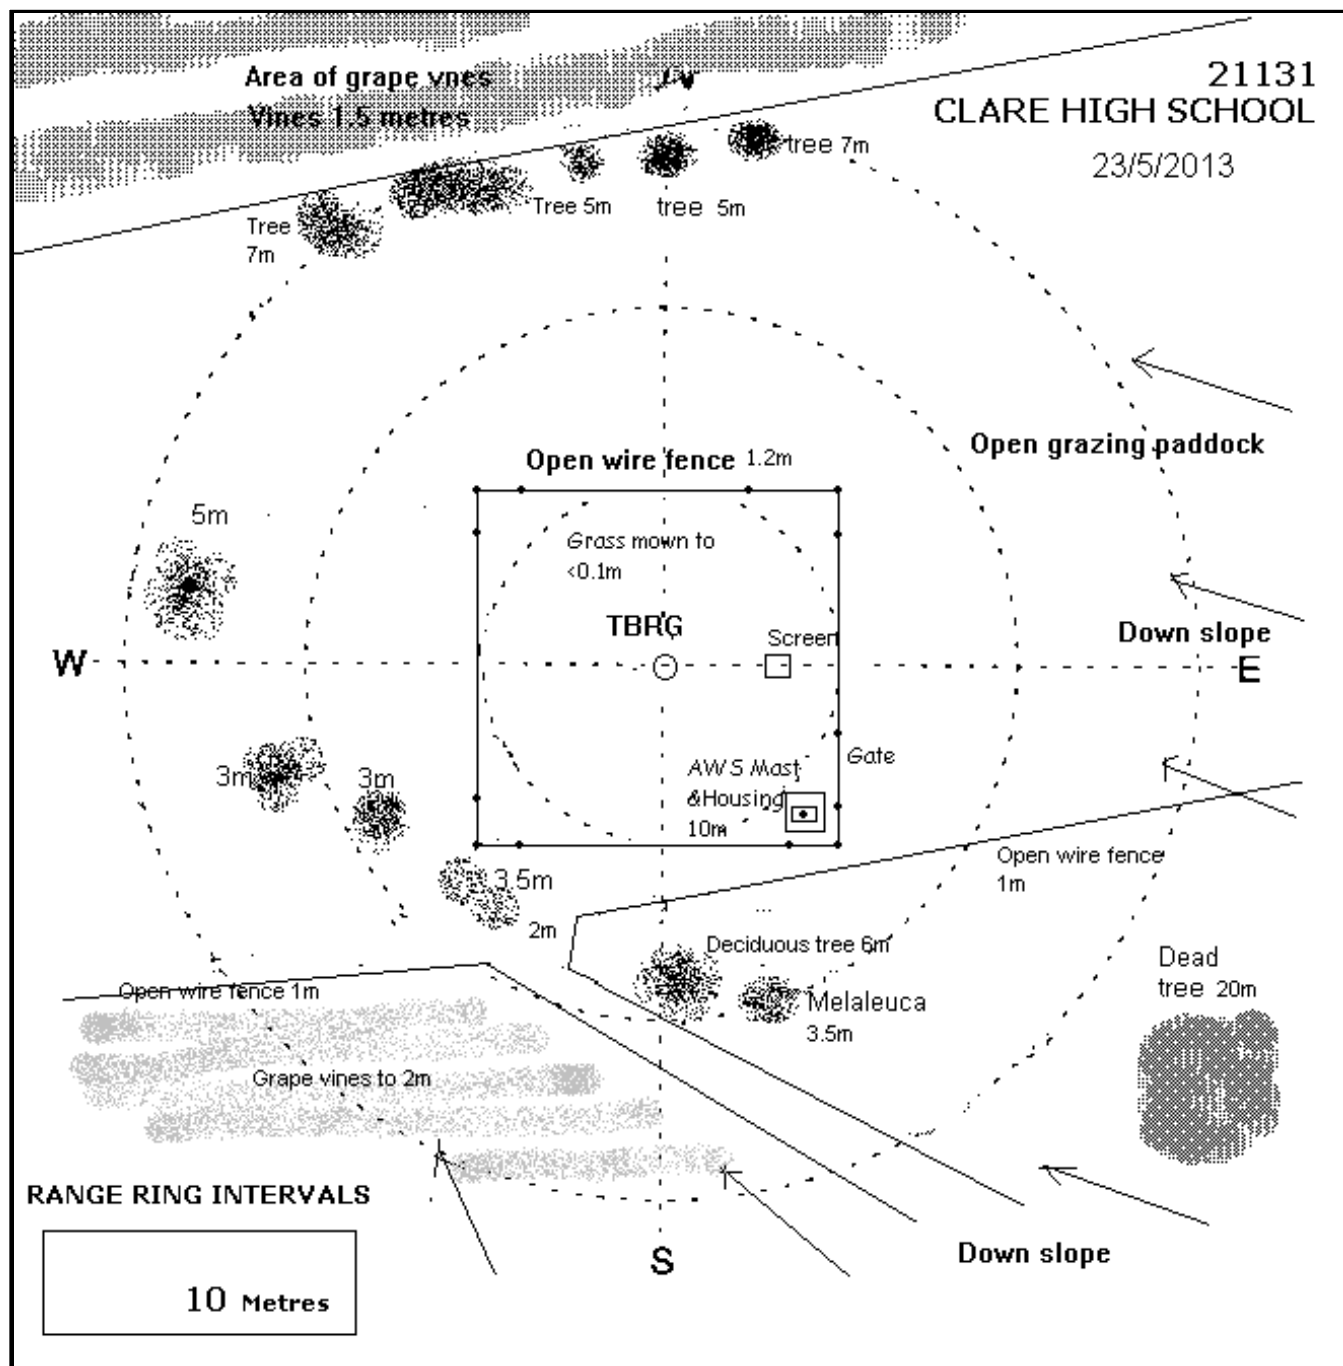 Area of grape vnes
Vines 1.5 metres
21131
CLARE HIGH SCHOOL
23/5/2013
tree 7m
Tree 5m
tree 5m
Tree
7m
Open grazing paddock
Open wire fence 1.2m
5m
Grass mown to
<0.1m
TBRG
Screen
Down slope
W
E
3m
3m
AWS Mast
&Housing
10m
Gate
Open wire fence
1m
3.5m
2m
Deciduous tree 6m
Dead
tree 20m
Open wire fence 1m
Melaleuca
3.5m
Grape vines to 2m
RANGE RING INTERVALS
10 Metres
S
Down slope